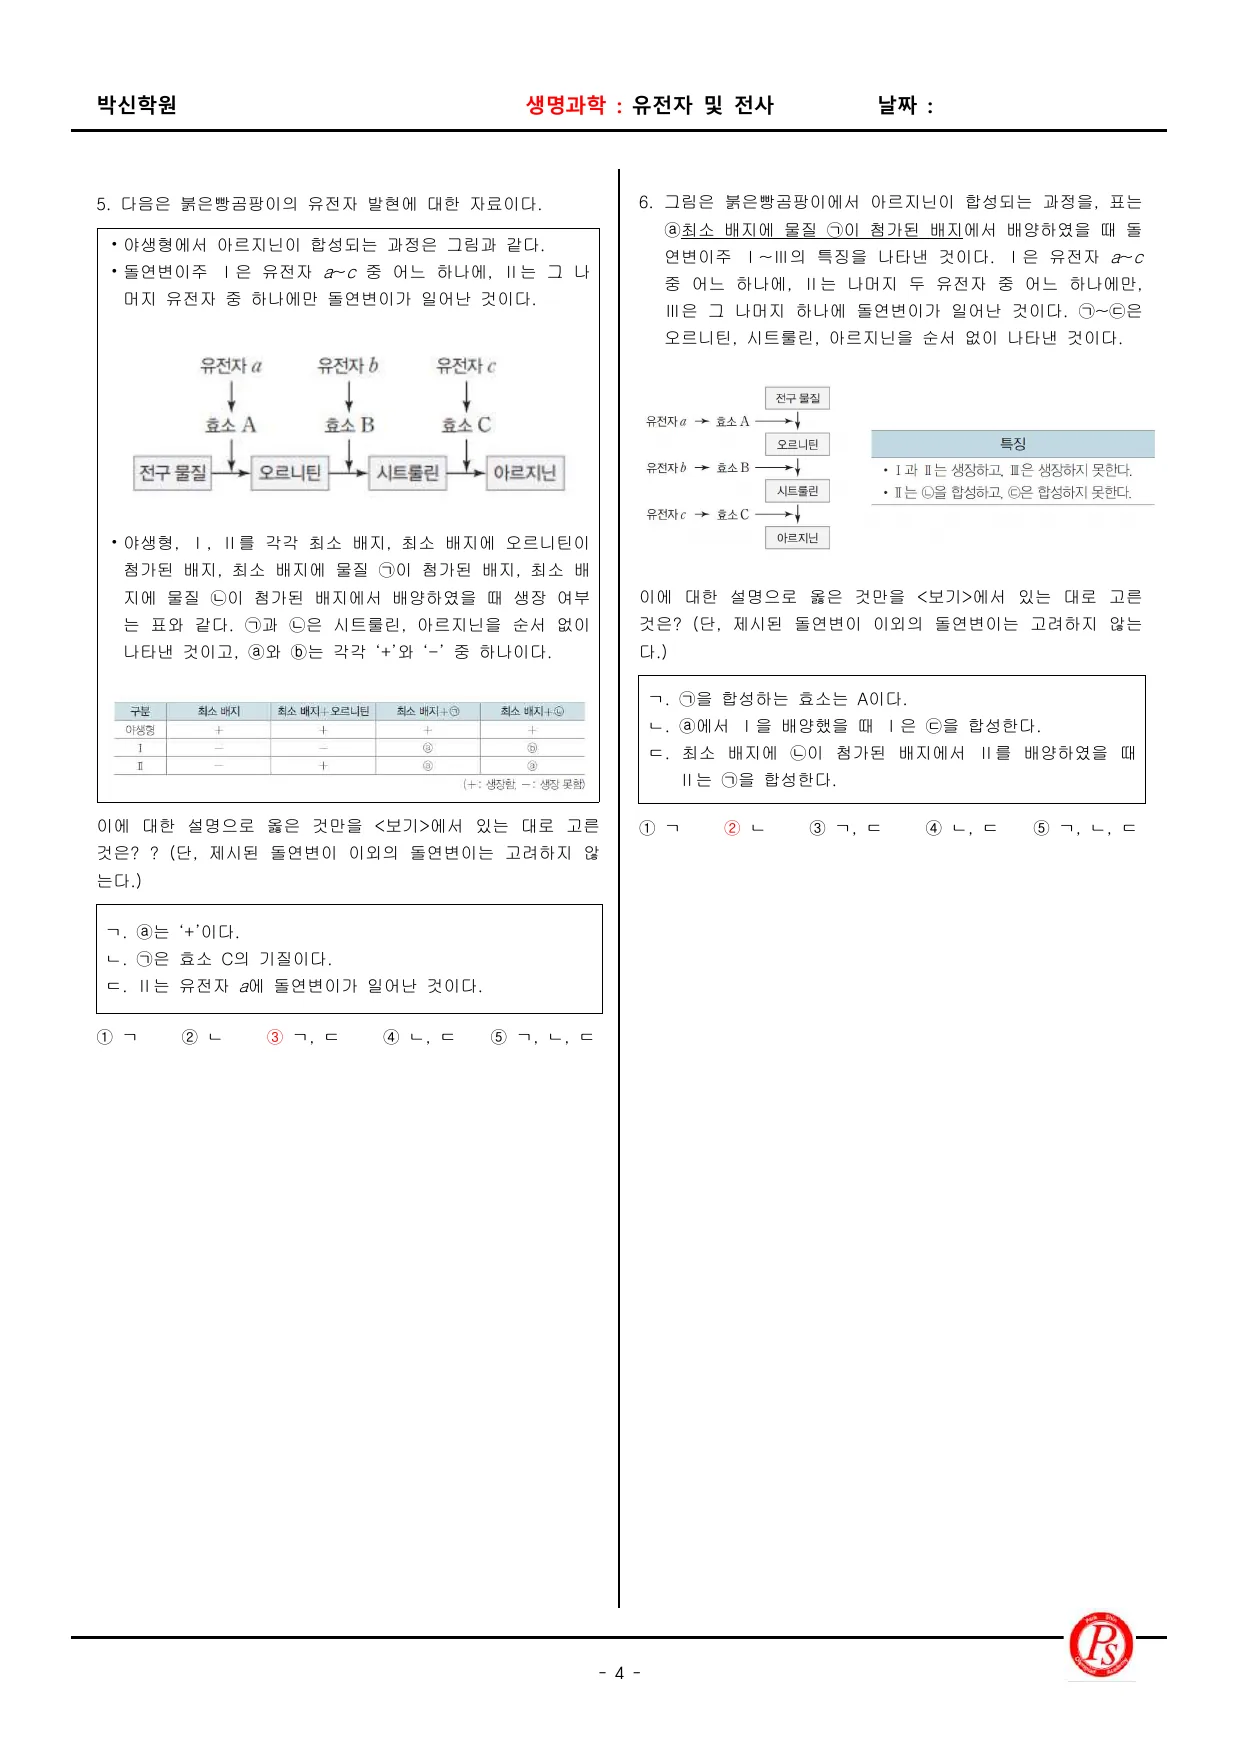 박신학원 생명과학 : 유전자 및 전사 날짜 :
5. 다음은 붉은빵곰팡이의 유전자 발현에 대한 자료이다.
•야생형에서 아르지닌이 합성되는 과정은 그림과 같다.
•돌연변이주 Ⅰ은 유전자 a~c 중 어느 하나에, Ⅱ는 그 나
머지 유전자 중 하나에만 돌연변이가 일어난 것이다.
유전자 a 유전자 b 유전자 c
효소 A 효소 B 효소 C
전구 물질 오르니틴 시트룰린 아르지닌
•야생형, Ⅰ, Ⅱ를 각각 최소 배지, 최소 배지에 오르니틴이
첨가된 배지, 최소 배지에 물질 ㉠이 첨가된 배지, 최소 배
지에 물질 ㉡이 첨가된 배지에서 배양하였을 때 생장 여부
는 표와 같다. ㉠과 ㉡은 시트룰린, 아르지닌을 순서 없이
나타낸 것이고, ⓐ와 ⓑ는 각각 ‘+’와 ‘-’ 중 하나이다.
구분 최소 배지 최소 배지+오르니틴 최소 배지+㉠ 최소 배지+㉡
야생형 + + + +
Ⅰ － － ⓐ ⓑ
Ⅱ － + ⓐ ⓐ
(+: 생장함, －: 생장 못함)
이에 대한 설명으로 옳은 것만을 <보기>에서 있는 대로 고른
것은? ? (단, 제시된 돌연변이 이외의 돌연변이는 고려하지 않
는다.)
ㄱ. ⓐ는 ‘+’이다.
ㄴ. ㉠은 효소 C의 기질이다.
ㄷ. Ⅱ는 유전자 a에 돌연변이가 일어난 것이다.
① ㄱ ② ㄴ ③ ㄱ, ㄷ ④ ㄴ, ㄷ ⑤ ㄱ, ㄴ, ㄷ
6. 그림은 붉은빵곰팡이에서 아르지닌이 합성되는 과정을, 표는
ⓐ최소 배지에 물질 ㉠이 첨가된 배지에서 배양하였을 때 돌
연변이주 Ⅰ~Ⅲ의 특징을 나타낸 것이다. Ⅰ은 유전자 a~c
중 어느 하나에, Ⅱ는 나머지 두 유전자 중 어느 하나에만,
Ⅲ은 그 나머지 하나에 돌연변이가 일어난 것이다. ㉠~㉢은
오르니틴, 시트룰린, 아르지닌을 순서 없이 나타낸 것이다.
전구 물질
유전자 a → 효소 A
오르니틴
유전자 b → 효소 B
시트룰린
유전자 c → 효소 C
아르지닌
특징
• Ⅰ과 Ⅱ는 생장하고, Ⅲ은 생장하지 못한다.
• Ⅱ는 ㉡을 합성하고, ㉢은 합성하지 못한다.
이에 대한 설명으로 옳은 것만을 <보기>에서 있는 대로 고른
것은? (단, 제시된 돌연변이 이외의 돌연변이는 고려하지 않는
다.)
ㄱ. ㉠을 합성하는 효소는 A이다.
ㄴ. ⓐ에서 Ⅰ을 배양했을 때 Ⅰ은 ㉢을 합성한다.
ㄷ. 최소 배지에 ㉡이 첨가된 배지에서 Ⅱ를 배양하였을 때
Ⅱ는 ㉠을 합성한다.
① ㄱ ② ㄴ ③ ㄱ, ㄷ ④ ㄴ, ㄷ ⑤ ㄱ, ㄴ, ㄷ
- 4 -